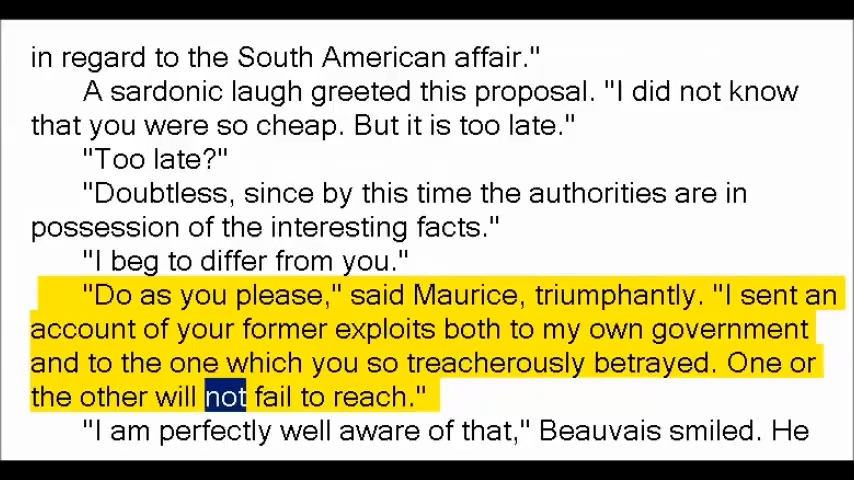 in regard to the South American affair."
A sardonic laugh greeted this proposal. "I did not know
that you were so cheap. But it is too late."
"Too late?"
"Doubtless, since by this time the authorities are in
possession of the interesting facts."
"I beg to differ from you."
"Do as you please," said Maurice, triumphantly. "I sent an
account of your former exploits both to my own government
and to the one which you so treacherously betrayed. One or
the other will not fail to reach."
"I am perfectly well aware of that," Beauvais smiled. He